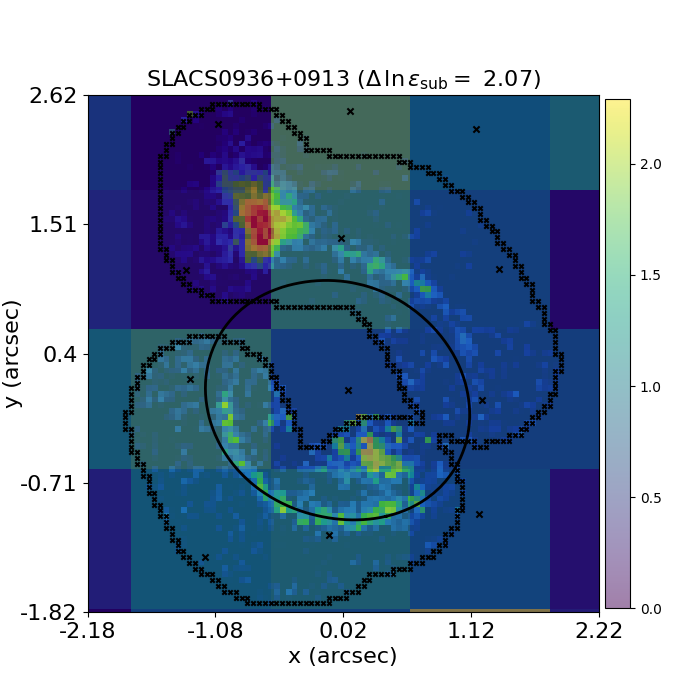 SLACS0936+0913 (Δ ln ε_sub = 2.07)
2.62
1.51
0.4
-0.71
-1.82
y (arcsec)
-2.18 -1.08 0.02 1.12 2.22
x (arcsec)
2.0
1.5
1.0
0.5
0.0